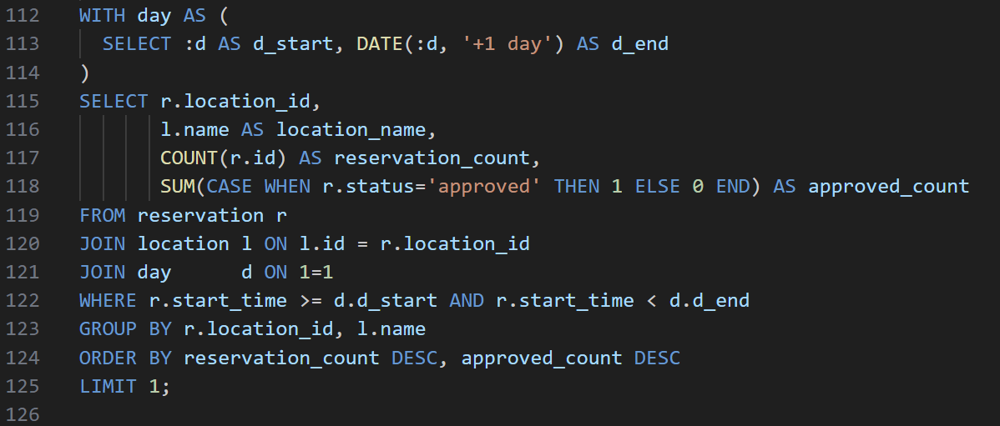 112 WITH day AS (
113   SELECT :d AS d_start, DATE(:d, '+1 day') AS d_end
114 )
115 SELECT r.location_id,
116        l.name AS location_name,
117        COUNT(r.id) AS reservation_count,
118        SUM(CASE WHEN r.status='approved' THEN 1 ELSE 0 END) AS approved_count
119 FROM reservation r
120 JOIN location l ON l.id = r.location_id
121 JOIN day      d ON 1=1
122 WHERE r.start_time >= d.d_start AND r.start_time < d.d_end
123 GROUP BY r.location_id, l.name
124 ORDER BY reservation_count DESC, approved_count DESC
125 LIMIT 1;
126